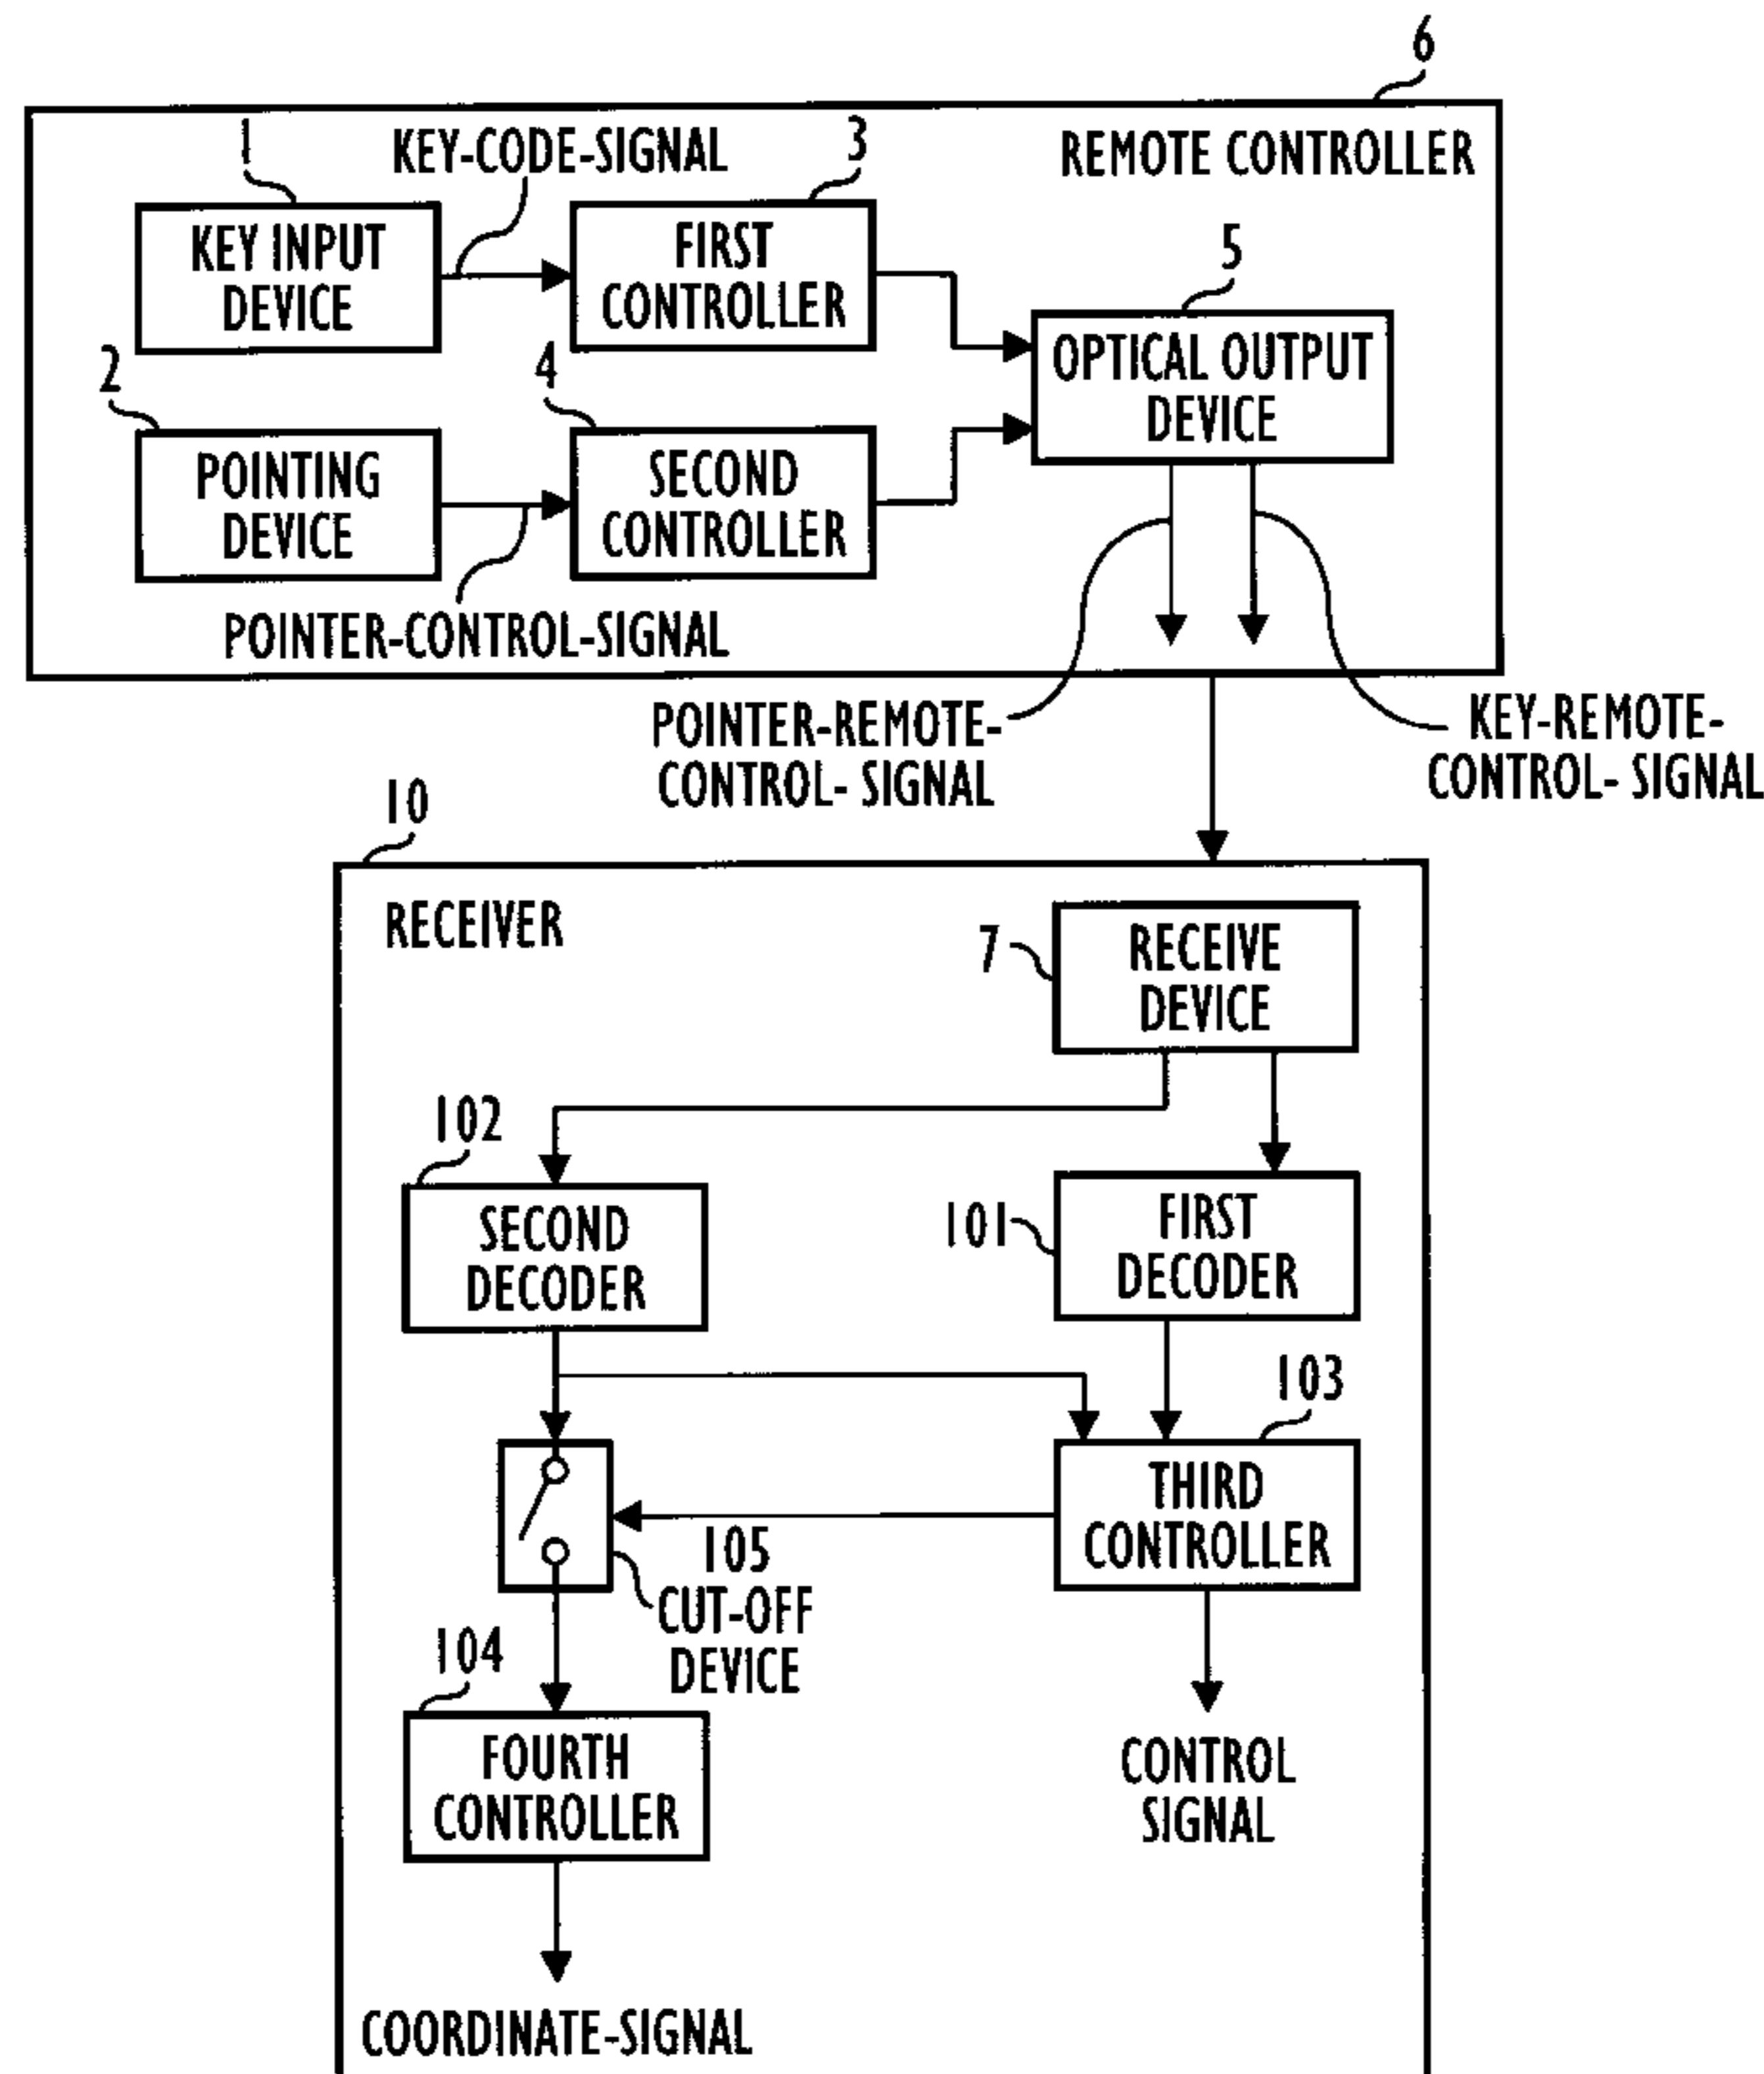 6
1
KEY-CODE-SIGNAL
3
REMOTE CONTROLLER
KEY INPUT
DEVICE
FIRST
CONTROLLER
5
OPTICAL OUTPUT
DEVICE
2
4
POINTING
DEVICE
SECOND
CONTROLLER
POINTER-CONTROL-SIGNAL
POINTER-REMOTE-
CONTROL- SIGNAL
KEY-REMOTE-
CONTROL- SIGNAL
10
RECEIVER
7
RECEIVE
DEVICE
102
SECOND
DECODER
101
FIRST
DECODER
103
THIRD
CONTROLLER
105
CUT-OFF
DEVICE
104
FOURTH
CONTROLLER
CONTROL
SIGNAL
COORDINATE-SIGNAL